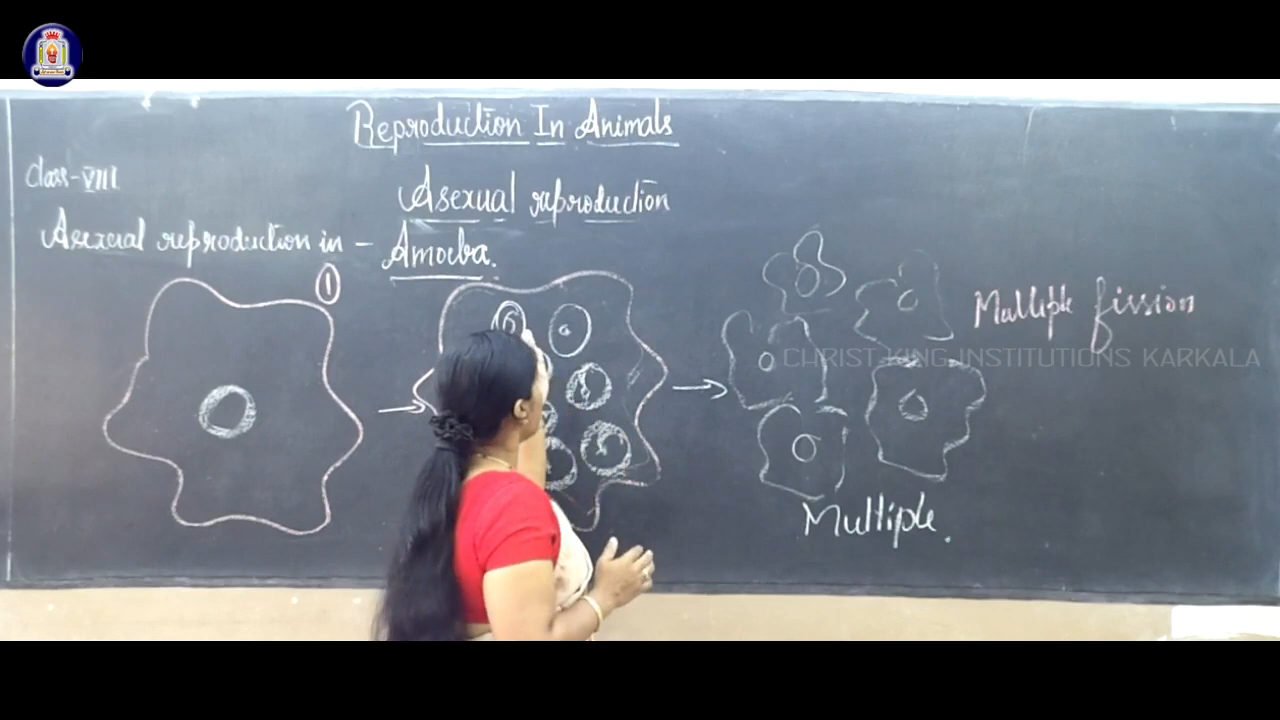 Reproduction In Animals
Class-VIII
Asexual reproduction
Asexual reproduction in - Amoeba.
1
6
Multiple fission
CHRIST KING INSTITUTIONS KARKALA
Multiple.